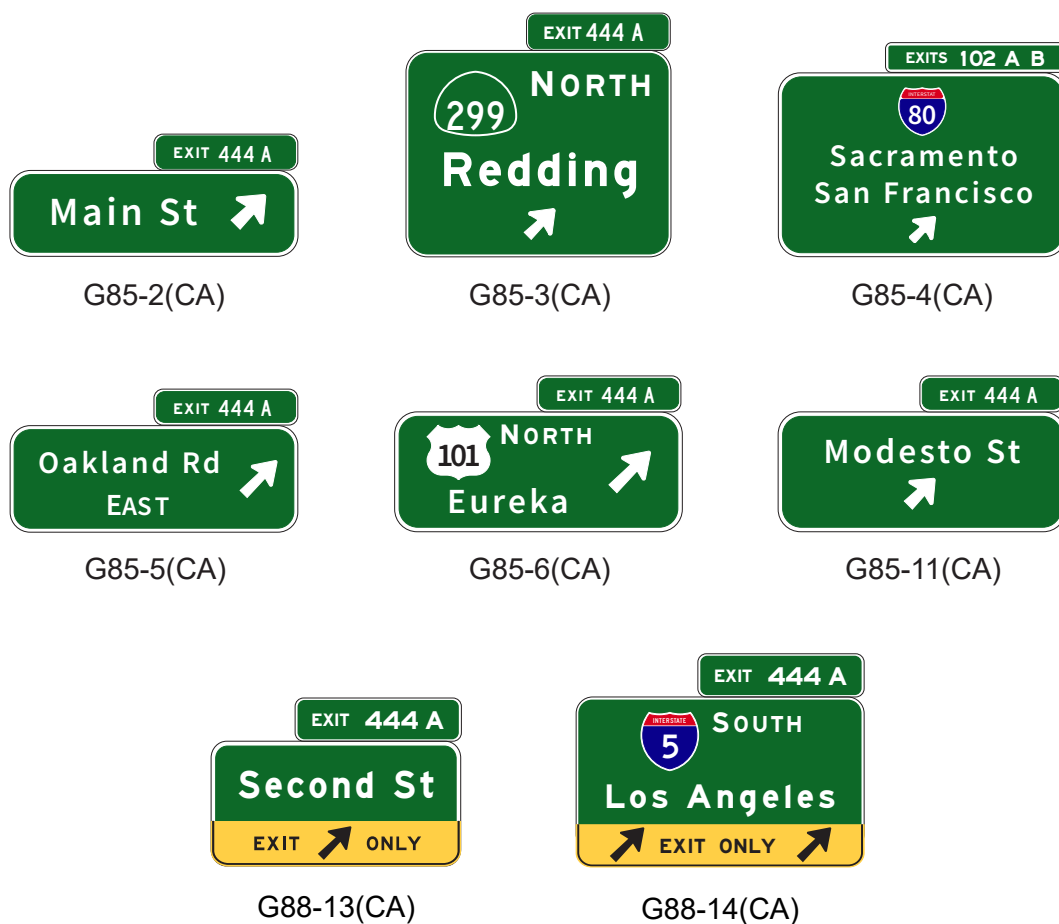 EXIT 444 A
Main St
G85-2(CA)
EXIT 444 A
299 NORTH
Redding
G85-3(CA)
EXITS 102 A B
INTERSTAT
80
Sacramento
San Francisco
G85-4(CA)
EXIT 444 A
Oakland Rd
EAST
G85-5(CA)
EXIT 444 A
101 NORTH
Eureka
G85-6(CA)
EXIT 444 A
Modesto St
G85-11(CA)
EXIT 444 A
Second St
EXIT ONLY
G88-13(CA)
EXIT 444 A
INTERSTATE
5 SOUTH
Los Angeles
EXIT ONLY
G88-14(CA)